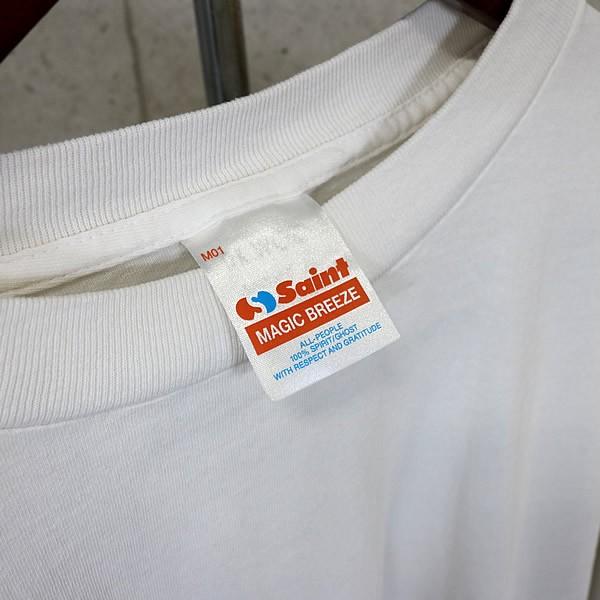 M01
Saint
MAGIC BREEZE
ALL-PEOPLE
100% SPIRIT/GHOST
WITH RESPECT AND GRATITUDE